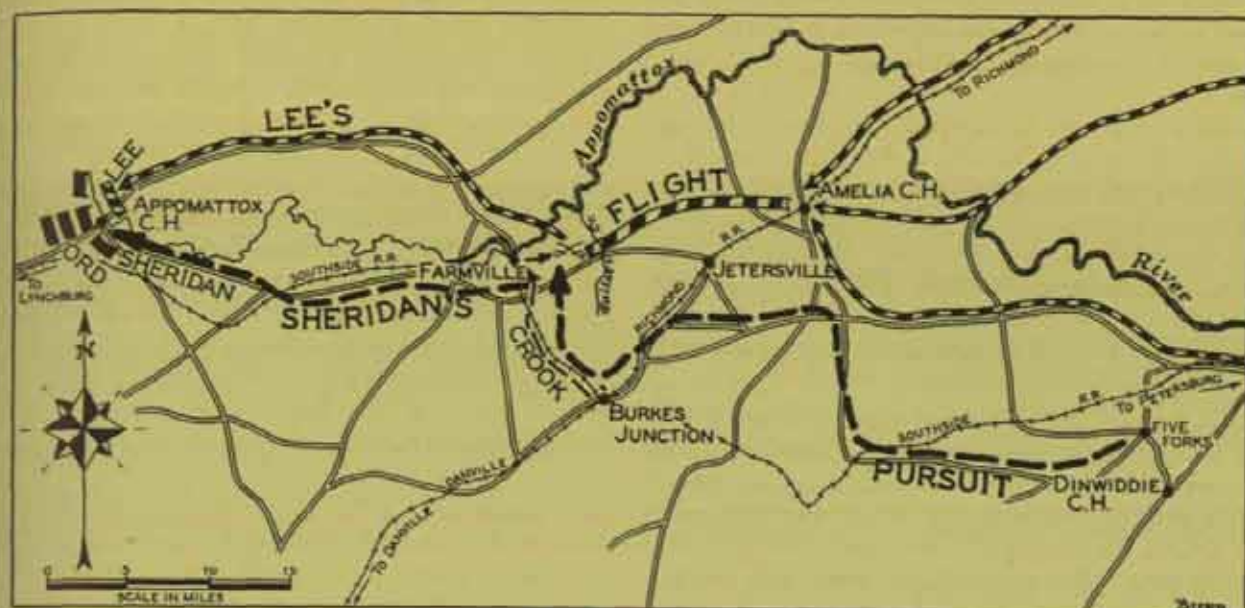 TO RICHMOND
Appomattox
LEE'S
LEE
FLIGHT
AMELIA C.H.
APPOMATTOX
C.H.
ORD
SHERIDAN
SOUTHSIDE R.R.
FARMVILLE
R.R.
JETERSVILLE
River
TO
LYNCHBURG
SHERIDAN'S
RICHMOND
CROOK
N
BURKES
JUNCTION
SOUTHSIDE
R.R.
TO PETERSBURG
FIVE
FORKS
PURSUIT
DINWIDDIE
C.H.
DANVILLE
TO DANVILLE
0 5 10 15
SCALE IN MILES